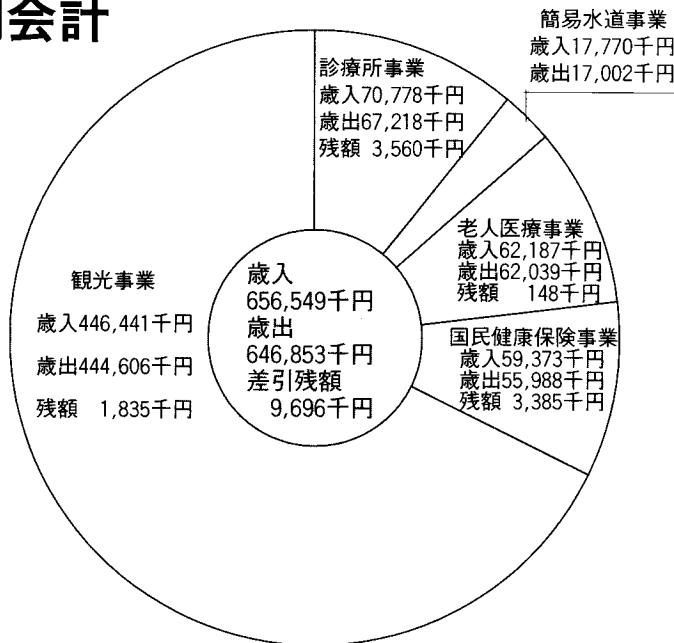 会計
簡易水道事業
歳入17,770千円
歳出17,002千円
診療所事業
歳入70,778千円
歳出67,218千円
残額 3,560千円
老人医療事業
歳入62,187千円
歳出62,039千円
残額 148千円
国民健康保険事業
歳入59,373千円
歳出55,988千円
残額 3,385千円
観光事業
歳入446,441千円
歳出444,606千円
残額 1,835千円
歳入
656,549千円
歳出
646,853千円
差引残額
9,696千円